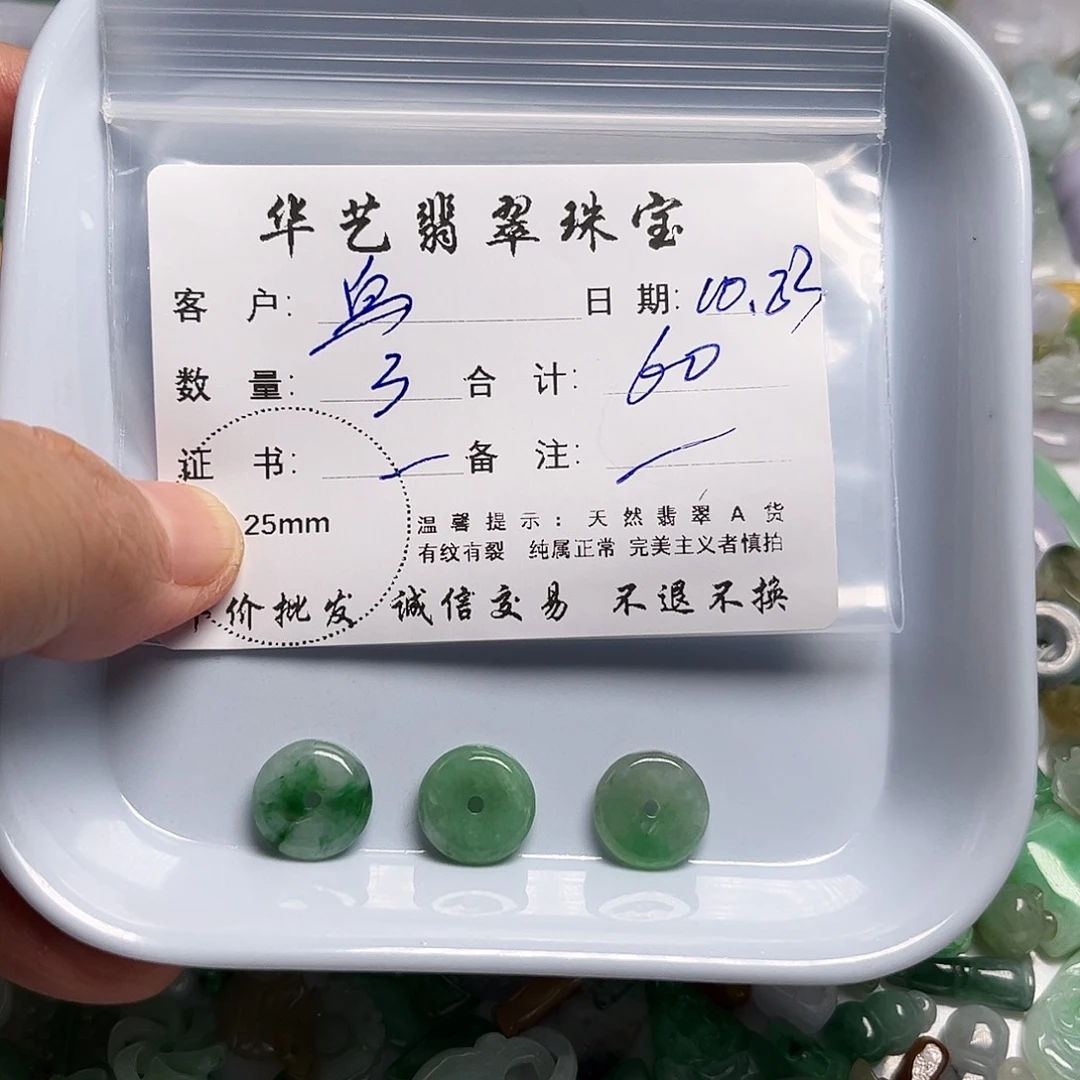 华艺翡翠珠宝
客 户: 日 期: 10.23
数 量: 3 合 计: 60
证 书: 备 注:
25mm
温馨提示:天然翡翠A货
有纹有裂 纯属正常 完美主义者慎拍
价批发 诚信交易 不退不换